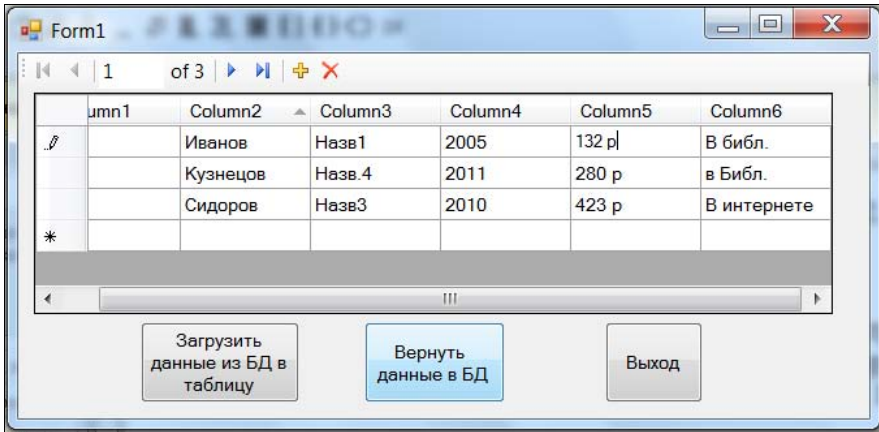 Form1
1 of 3
umn1 Column2 Column3 Column4 Column5 Column6
Иванов Назв1 2005 132 р В библ.
Кузнецов Назв.4 2011 280 р в Библ.
Сидоров Назв3 2010 423 р В интернете
Загрузить
данные из БД в
таблицу
Вернуть
данные в БД
Выход